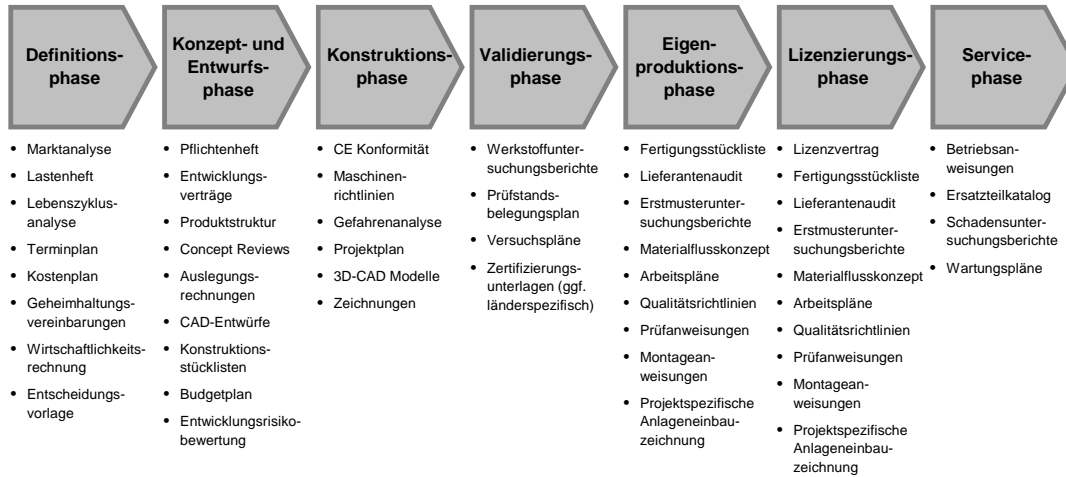 Definitions-
phase
Konzept- und
Entwurfs-
phase
Konstruktions-
phase
Validierungs-
phase
Eigen-
produktions-
phase
Lizenzierungs-
phase
Service-
phase
• Marktanalyse
• Lastenheft
• Lebenszyklus-
analyse
• Terminplan
• Kostenplan
• Geheimhaltungs-
vereinbarungen
• Wirtschaftlichkeits-
rechnung
• Entscheidungs-
vorlage
• Pflichtenheft
• Entwicklungs-
verträge
• Produktstruktur
• Concept Reviews
• Auslegungs-
rechnungen
• CAD-Entwürfe
• Konstruktions-
stücklisten
• Budgetplan
• Entwicklungsrisiko-
bewertung
• CE Konformität
• Maschinen-
richtlinien
• Gefahrenanalyse
• Projektplan
• 3D-CAD Modelle
• Zeichnungen
• Werkstoffunter-
suchungsberichte
• Prüfstands-
belegungsplan
• Versuchspläne
• Zertifizierungs-
unterlagen (ggf.
länderspezifisch)
• Fertigungsstückliste
• Lieferantenaudit
• Erstmusterunter-
suchungsberichte
• Materialflusskonzept
• Arbeitspläne
• Qualitätsrichtlinien
• Prüfanweisungen
• Montagean-
weisungen
• Projektspezifische
Anlageneinbau-
zeichnung
• Lizenzvertrag
• Fertigungsstückliste
• Lieferantenaudit
• Erstmusterunter-
suchungsberichte
• Materialflusskonzept
• Arbeitspläne
• Qualitätsrichtlinien
• Prüfanweisungen
• Montagean-
weisungen
• Projektspezifische
Anlageneinbau-
zeichnung
• Betriebsan-
weisungen
• Ersatzteilkatalog
• Schadensunter-
suchungsberichte
• Wartungspläne